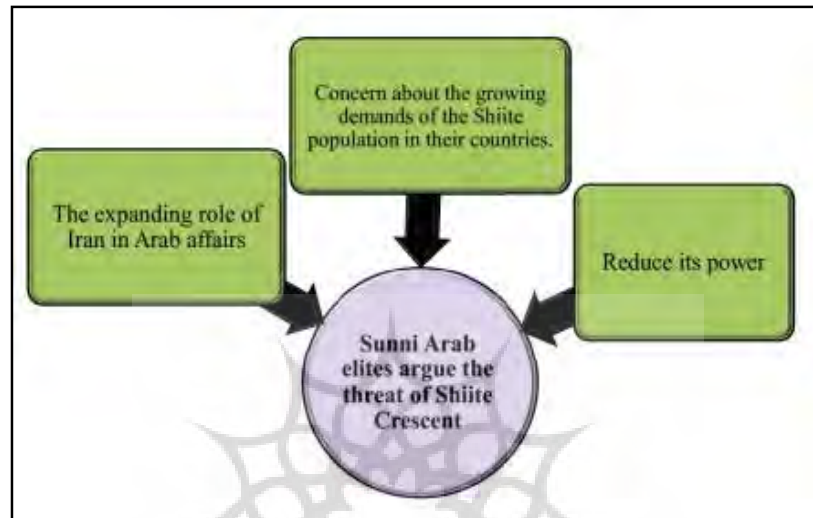 Concern about the growing
demands of the Shiite
population in their countries.
The expanding role of
Iran in Arab affairs
Reduce its power
Sunni Arab
elites argue the
threat of Shiite
Crescent